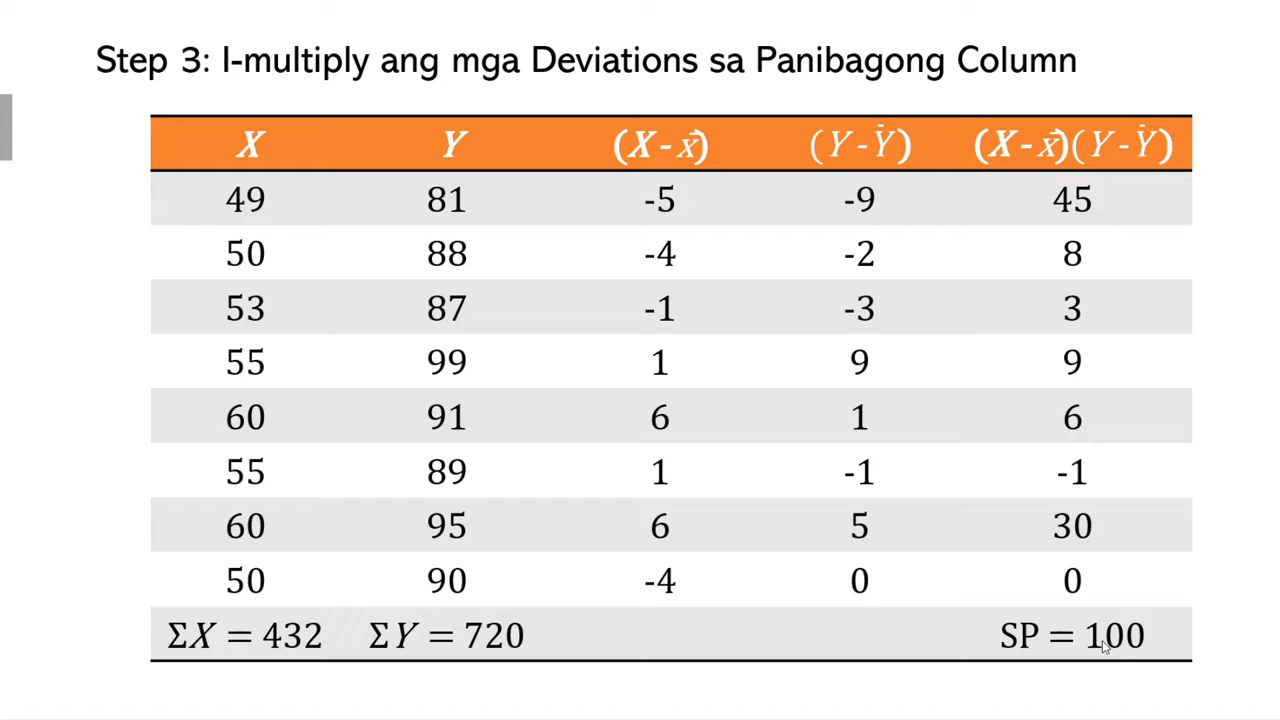 Step 3: I-multiply ang mga Deviations sa Panibagong Column
X Y (X - x̄) (Y - Ȳ) (X - x̄)(Y - Ȳ)
49 81 -5 -9 45
50 88 -4 -2 8
53 87 -1 -3 3
55 99 1 9 9
60 91 6 1 6
55 89 1 -1 -1
60 95 6 5 30
50 90 -4 0 0
ΣX = 432 ΣY = 720 SP = 100